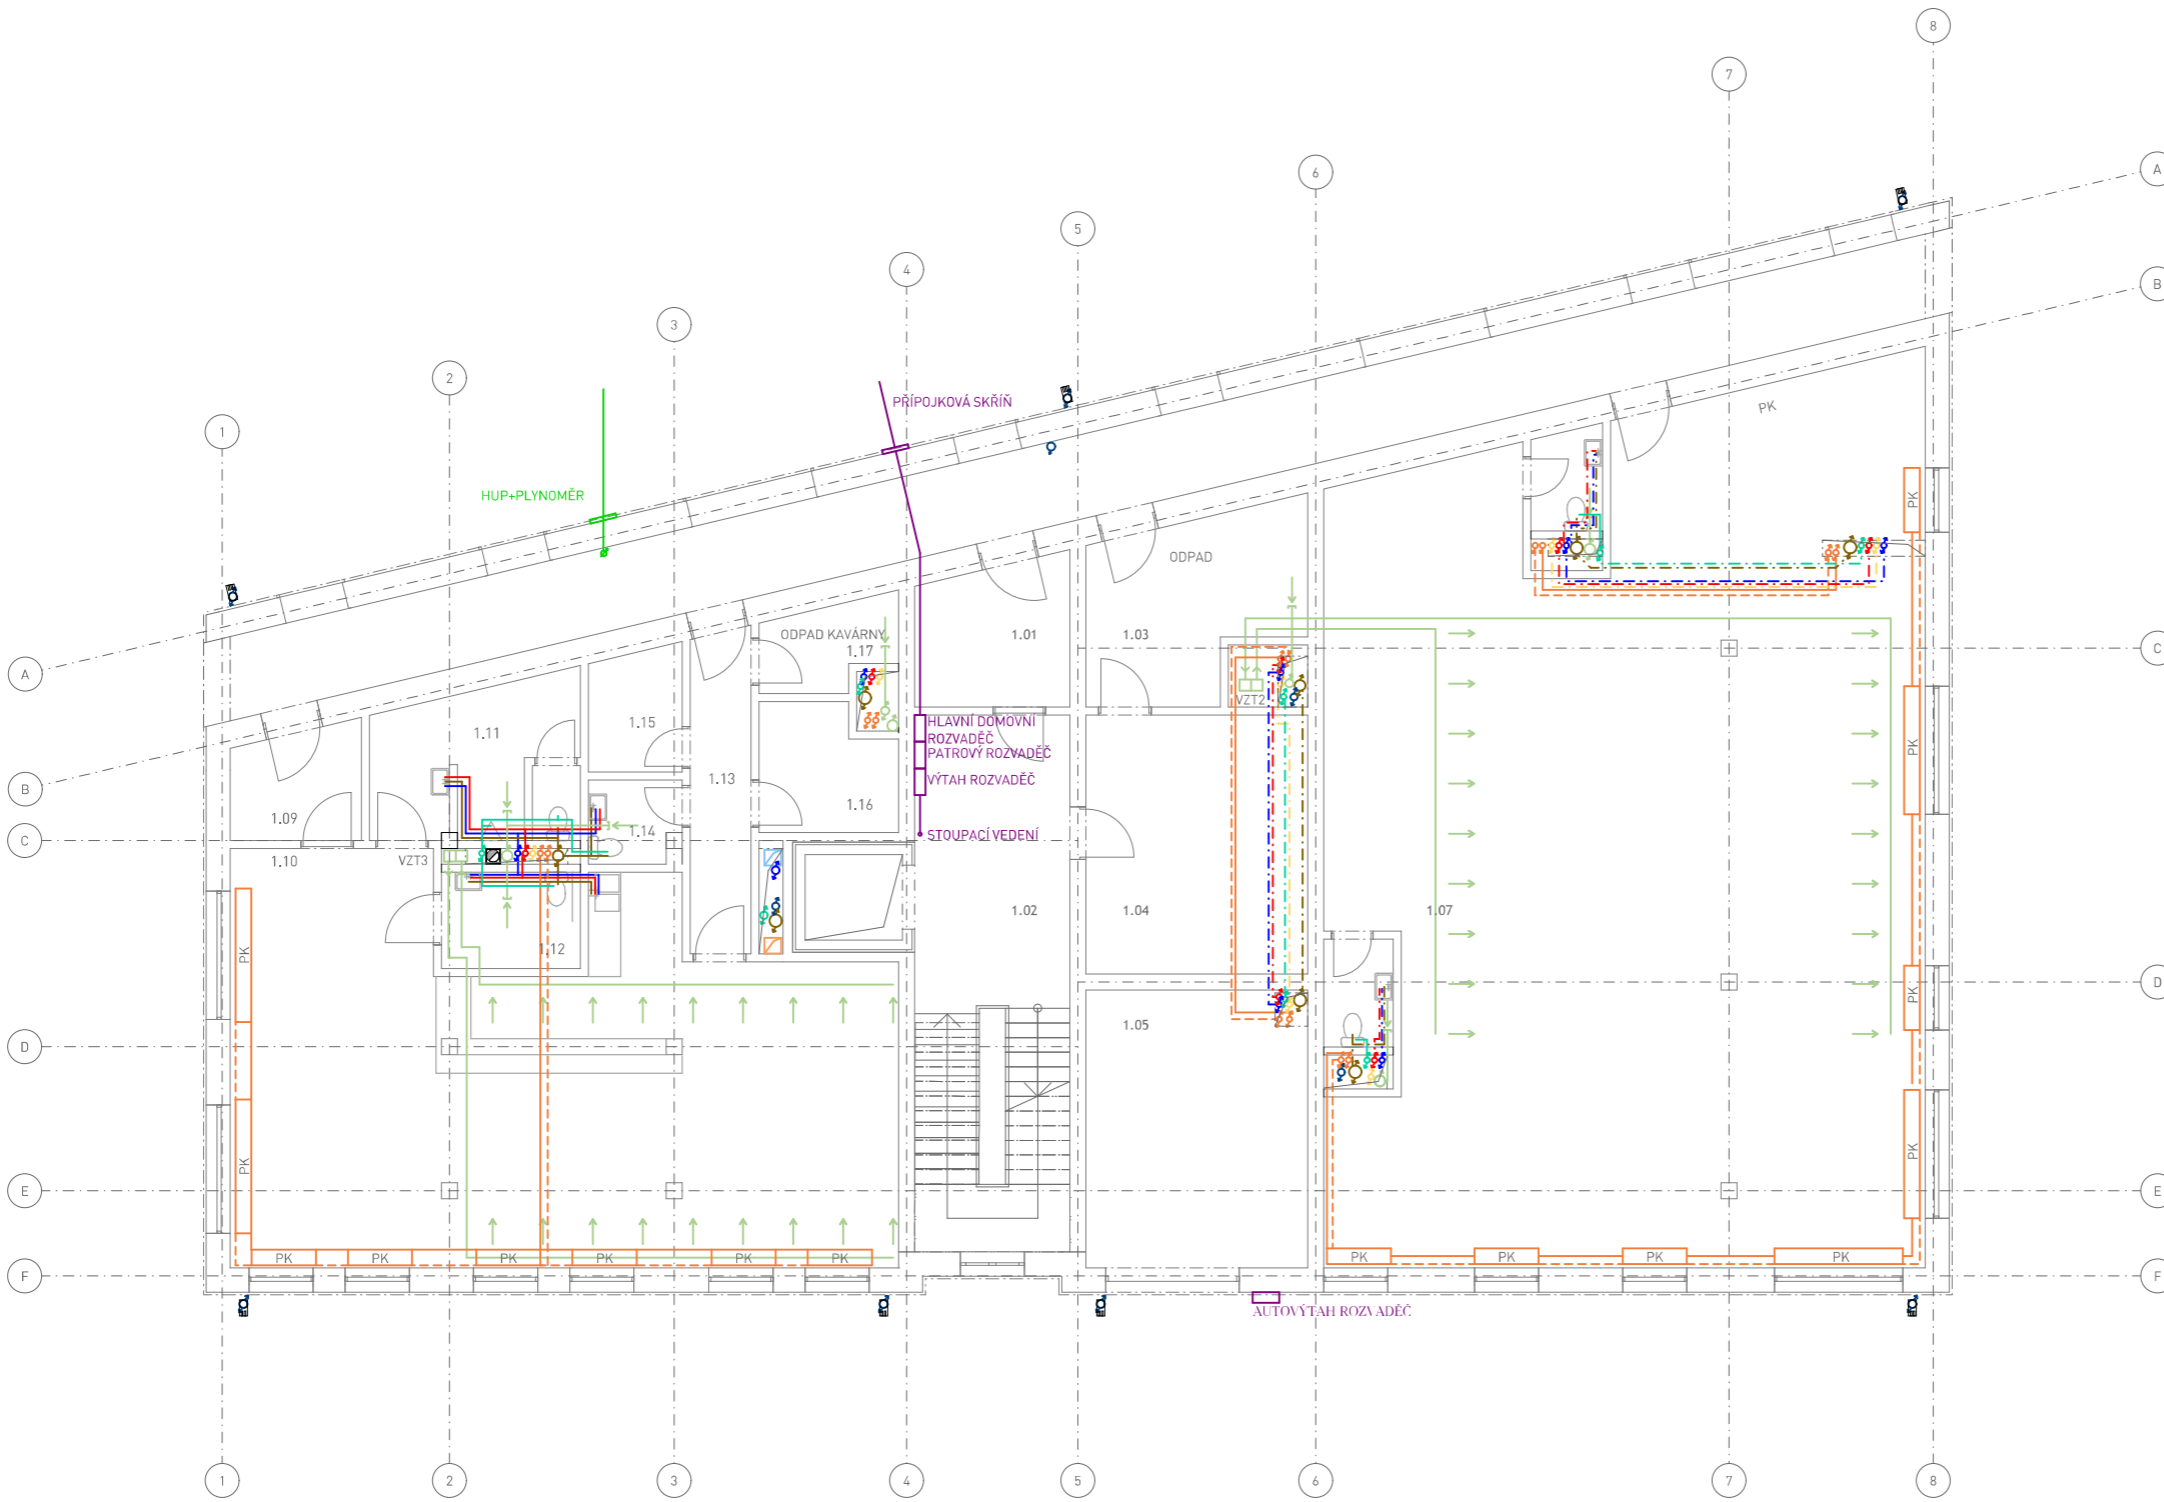 8
7
A
6
5
4
B
3
2
PŘÍPOJKOVÁ SKŘÍŇ
PK
1
HUP+PLYNOMĚR
PK
ODPAD
ODPAD KAVÁRNY
1.17
1.01
1.03
C
A
1.15
1.11
VZT2
HLAVNÍ DOMOVNÍ
ROZVADĚČ
PATROVÝ ROZVADĚČ
PK
1.13
VÝTAH ROZVADĚČ
B
1.16
1.09
1.14
STOUPACÍ VEDENÍ
C
1.10
VZT3
1.02
1.04
1.07
PK
1.12
PK
D
1.05
D
PK
PK
E
E
PK
PK
PK
PK
PK
PK
PK
PK
PK
PK
F
F
AUTOVÝTAH ROZVADĚČ
1
2
3
4
5
6
7
8